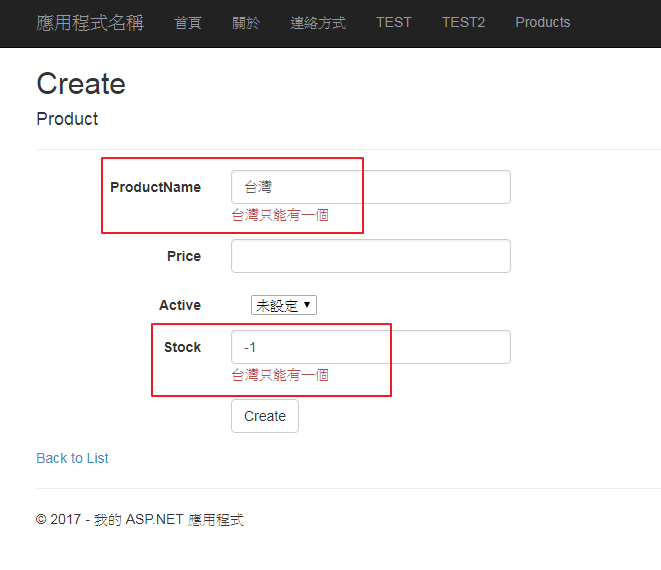 應用程式名稱 首頁 關於 連絡方式 TEST TEST2 Products
Create
Product
ProductName 台灣
台灣只能有一個
Price
Active 未設定
Stock -1
台灣只能有一個
Create
Back to List
© 2017 - 我的 ASP.NET 應用程式